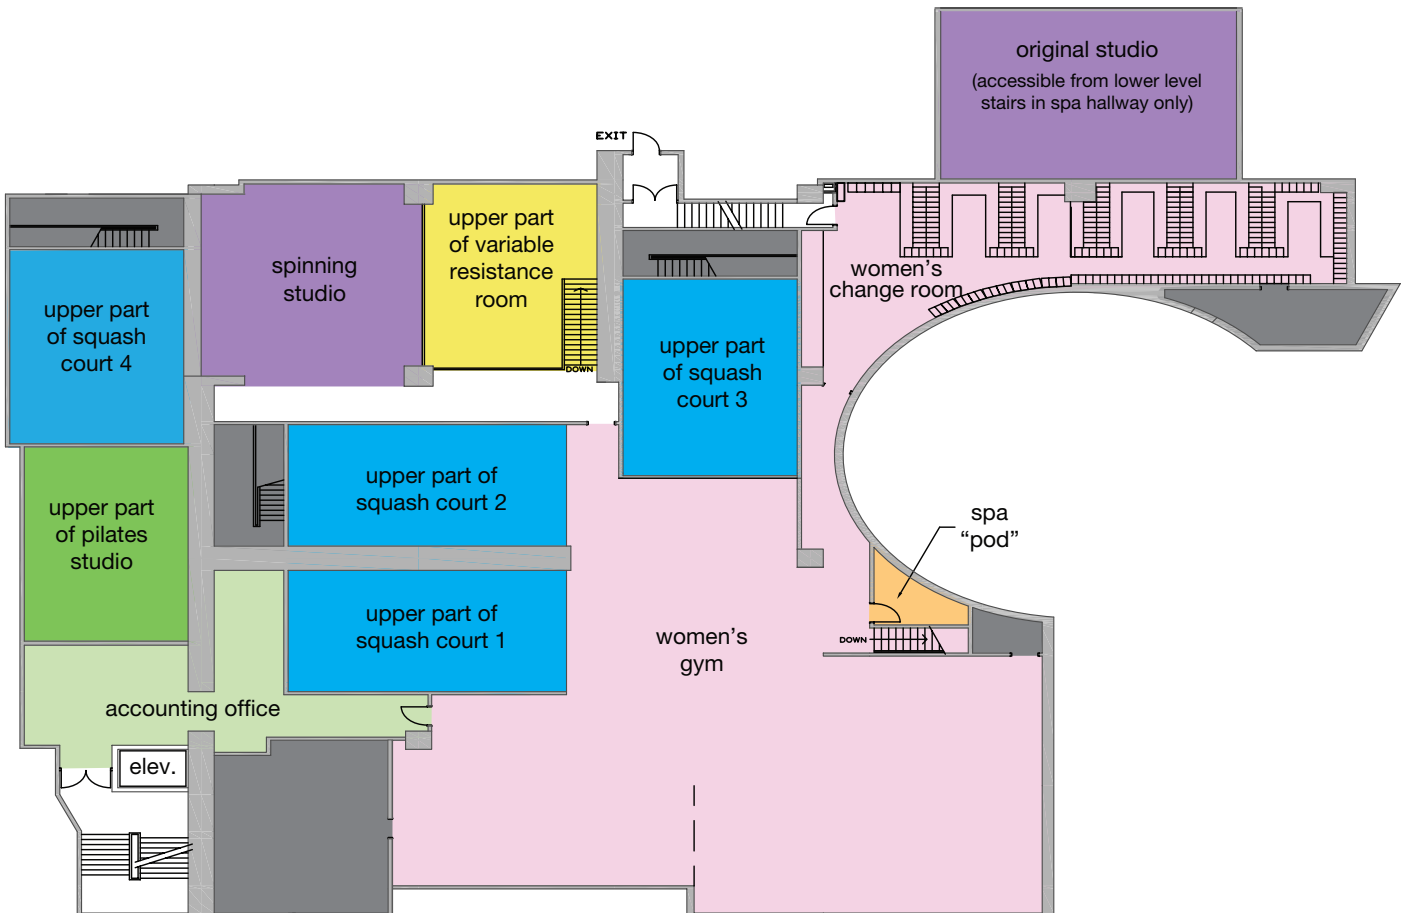 original studio
(accessible from lower level
stairs in spa hallway only)
EXIT
upper part
of variable
resistance
room
DOWN
spinning
studio
women's
change room
upper part
of squash
court 4
upper part
of squash
court 3
upper part of
squash court 2
upper part
of pilates
studio
spa
“pod”
upper part of
squash court 1
women's
gym
DOWN
accounting office
elev.